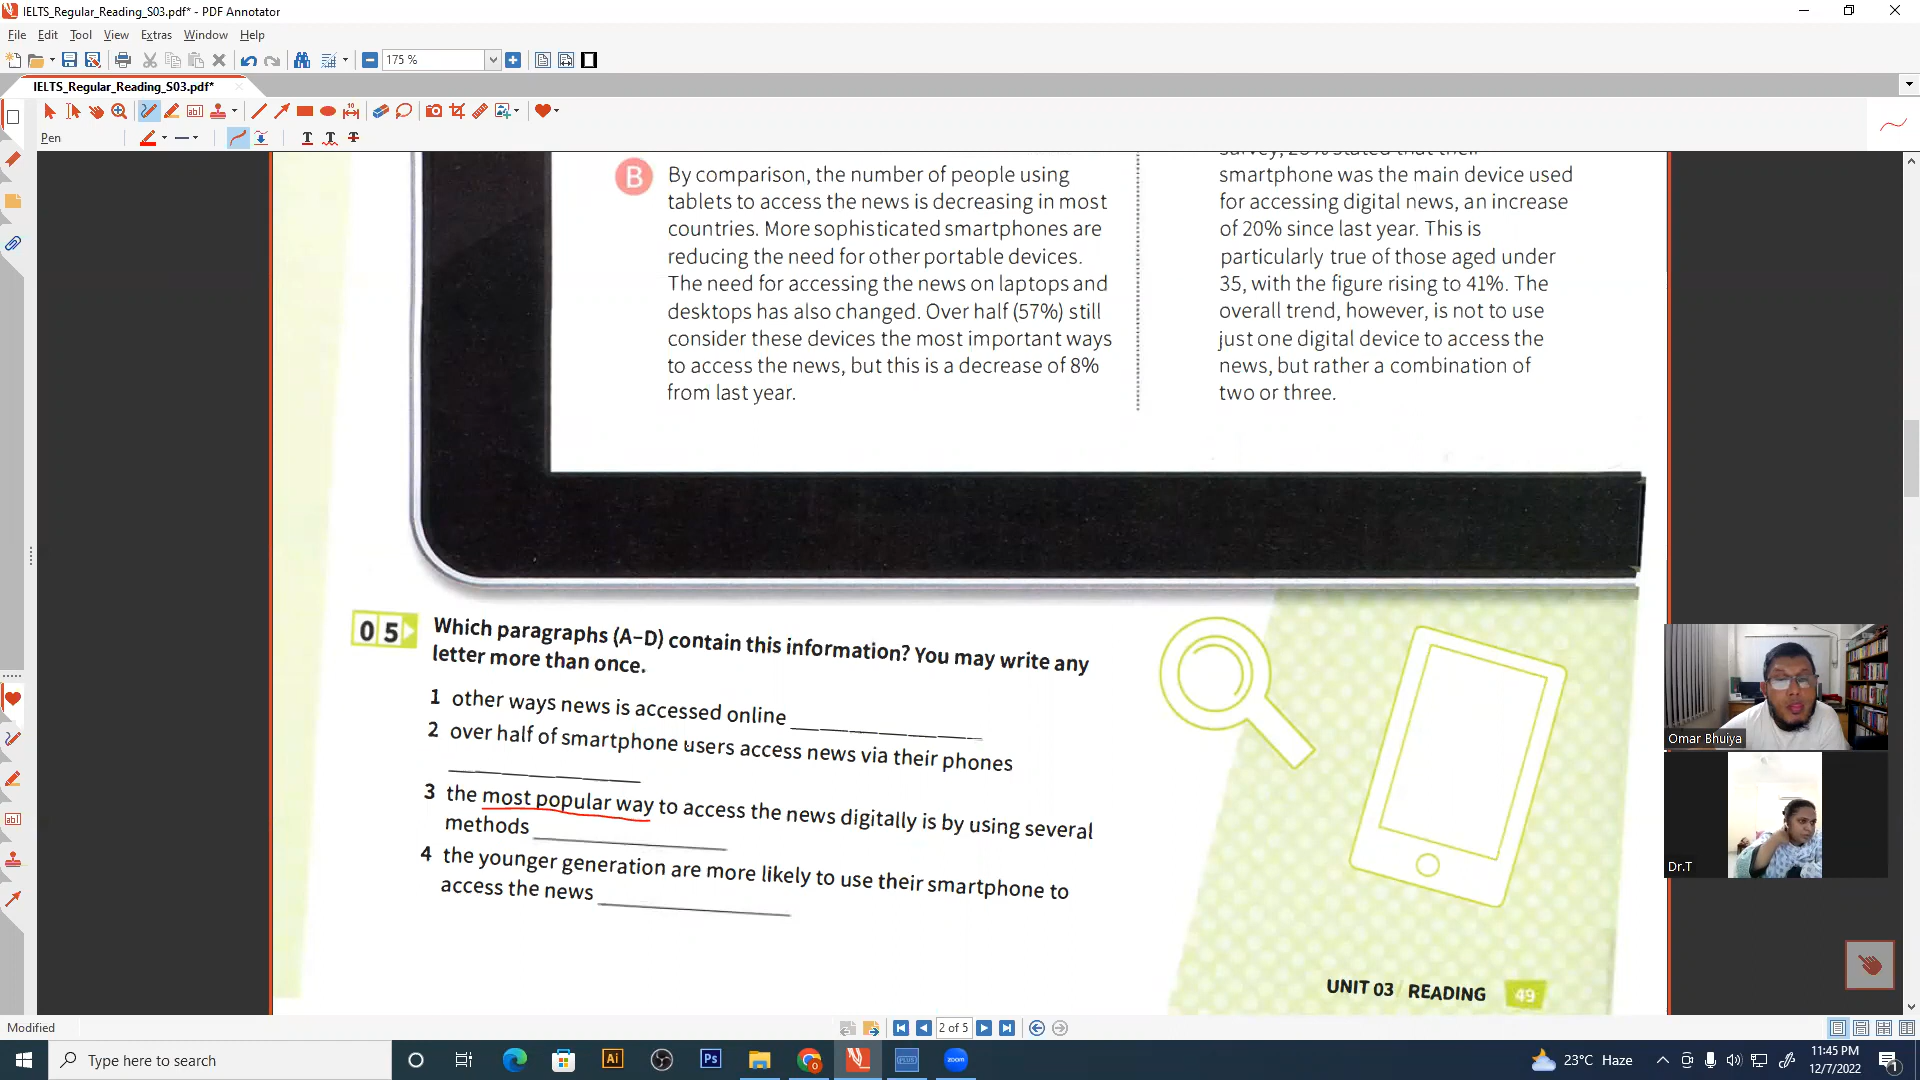 IELTS_Regular_Reading_S03.pdf* - PDF Annotator
File Edit Tool View Extras Window Help
175 %
IELTS_Regular_Reading_S03.pdf*
Pen
B
By comparison, the number of people using
tablets to access the news is decreasing in most
countries. More sophisticated smartphones are
reducing the need for other portable devices.
The need for accessing the news on laptops and
desktops has also changed. Over half (57%) still
consider these devices the most important ways
to access the news, but this is a decrease of 8%
from last year.
smartphone was the main device used
for accessing digital news, an increase
of 20% since last year. This is
particularly true of those aged under
35, with the figure rising to 41%. The
overall trend, however, is not to use
just one digital device to access the
news, but rather a combination of
two or three.
05 Which paragraphs (A–D) contain this information? You may write any
letter more than once.
1 other ways news is accessed online
2 over half of smartphone users access news via their phones
3 the most popular way to access the news digitally is by using several
methods
4 the younger generation are more likely to use their smartphone to
access the news
UNIT 03 / READING 49
Omar Bhuiya
Dr.T
Modified
2 of 5
Type here to search
Ai
Ps
zoom
23°C Haze
11:45 PM
12/7/2022
1